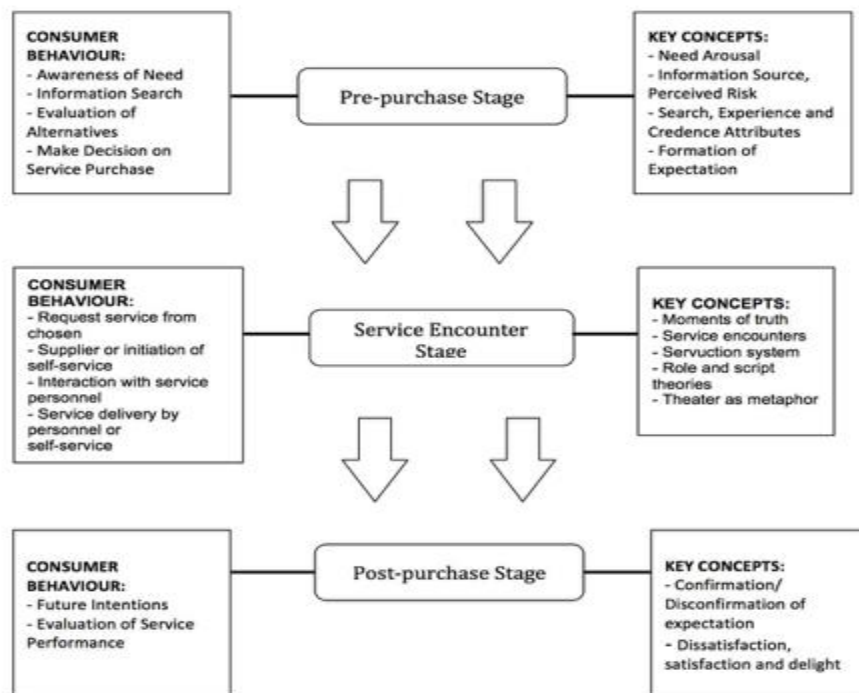 CONSUMER
BEHAVIOUR:
- Awareness of Need
- Information Search
- Evaluation of
Alternatives
- Make Decision on
Service Purchase
Pre-purchase Stage
KEY CONCEPTS:
- Need Arousal
- Information Source,
Perceived Risk
- Search, Experience and
Credence Attributes
- Formation of
Expectation
CONSUMER
BEHAVIOUR:
- Request service from
chosen
- Supplier or initiation of
self-service
- Interaction with service
personnel
- Service delivery by
personnel or
self-service
Service Encounter
Stage
KEY CONCEPTS:
- Moments of truth
- Service encounters
- Servuction system
- Role and script
theories
- Theater as metaphor
CONSUMER
BEHAVIOUR:
- Future Intentions
- Evaluation of Service
Performance
Post-purchase Stage
KEY CONCEPTS:
- Confirmation/
Disconfirmation of
expectation
- Dissatisfaction,
satisfaction and delight